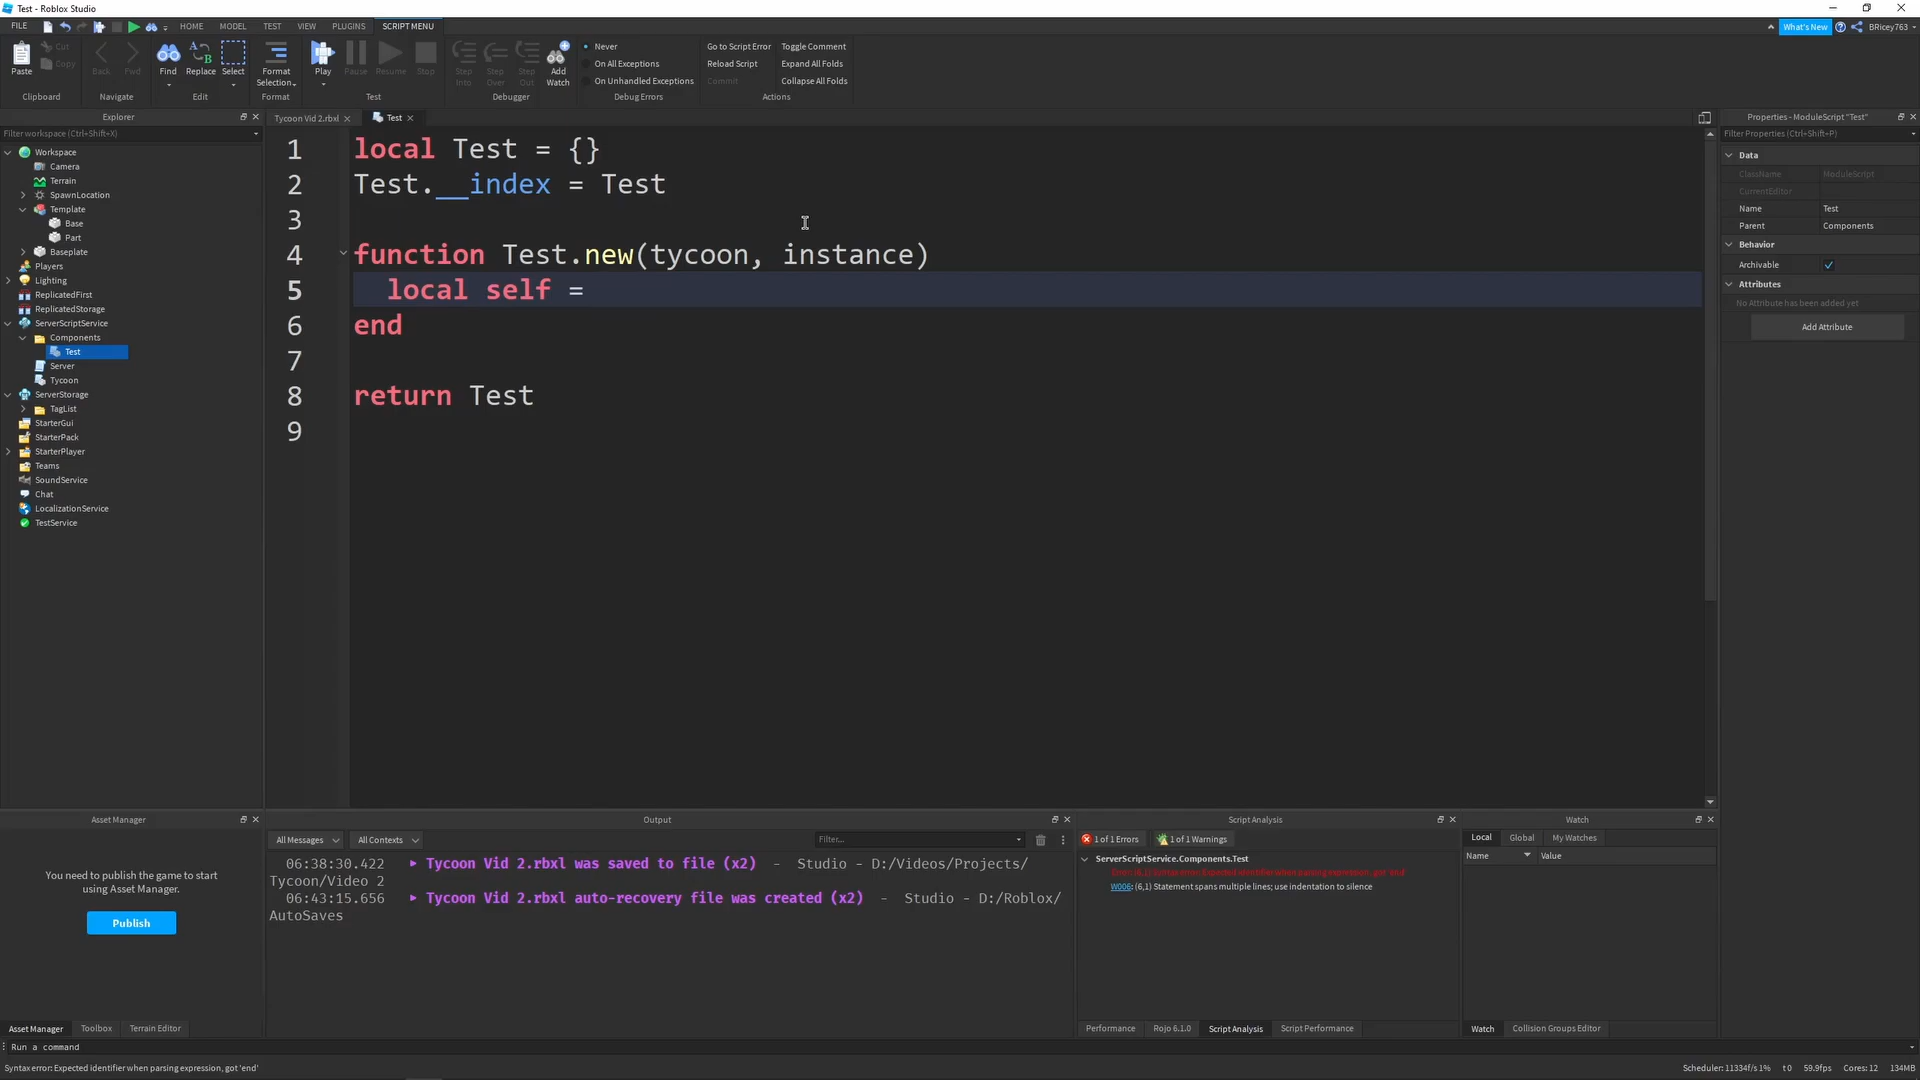 Test - Roblox Studio
FILE HOME MODEL TEST VIEW PLUGINS SCRIPT MENU What's New BRicey763
Paste Cut Copy Back Fwd Find Replace Select Format Selection... Play Pause Resume Stop Step Into Step Over Step Out Add Watch
Never Go to Script Error Toggle Comment
On All Exceptions Reload Script Expand All Folds
On Unhandled Exceptions Commit Collapse All Folds
Clipboard Navigate Edit Format Test Debugger Debug Errors Actions
Explorer
Filter workspace (Ctrl+Shift+X)
Workspace
Camera
Terrain
SpawnLocation
Template
Base
Part
Baseplate
Players
Lighting
ReplicatedFirst
ReplicatedStorage
ServerScriptService
Components
Test
Server
Tycoon
ServerStorage
TagList
StarterGui
StarterPack
StarterPlayer
Teams
SoundService
Chat
LocalizationService
TestService
Tycoon Vid 2.rbxl Test
1 local Test = {}
2 Test.__index = Test
3
4 function Test.new(tycoon, instance)
5 local self =
6 end
7
8 return Test
9
Properties - ModuleScript "Test"
Filter Properties (Ctrl+Shift+P)
Data
ClassName ModuleScript
CurrentEditor
Name Test
Parent Components
Behavior
Archivable
Attributes
No Attribute has been added yet
Add Attribute
Asset Manager
You need to publish the game to start
using Asset Manager.
Publish
Asset Manager Toolbox Terrain Editor
Output
All Messages All Contexts Filter...
06:38:30.422 Tycoon Vid 2.rbxl was saved to file (x2) - Studio - D:/Videos/Projects/
Tycoon/Video 2
06:43:15.656 Tycoon Vid 2.rbxl auto-recovery file was created (x2) - Studio - D:/Roblox/
AutoSaves
Script Analysis
1 of 1 Errors 1 of 1 Warnings
ServerScriptService.Components.Test
Error: (6,1) Syntax error: Expected identifier when parsing expression, got 'end'
W006: (6,1) Statement spans multiple lines; use indentation to silence
Performance Rojo 6.1.0 Script Analysis Script Performance
Watch
Local Global My Watches
Name Value
Watch Collision Groups Editor
Run a command
Syntax error: Expected identifier when parsing expression, got 'end'
Scheduler: 11334f/s 1% t 0 59.9fps Cores: 12 134MB